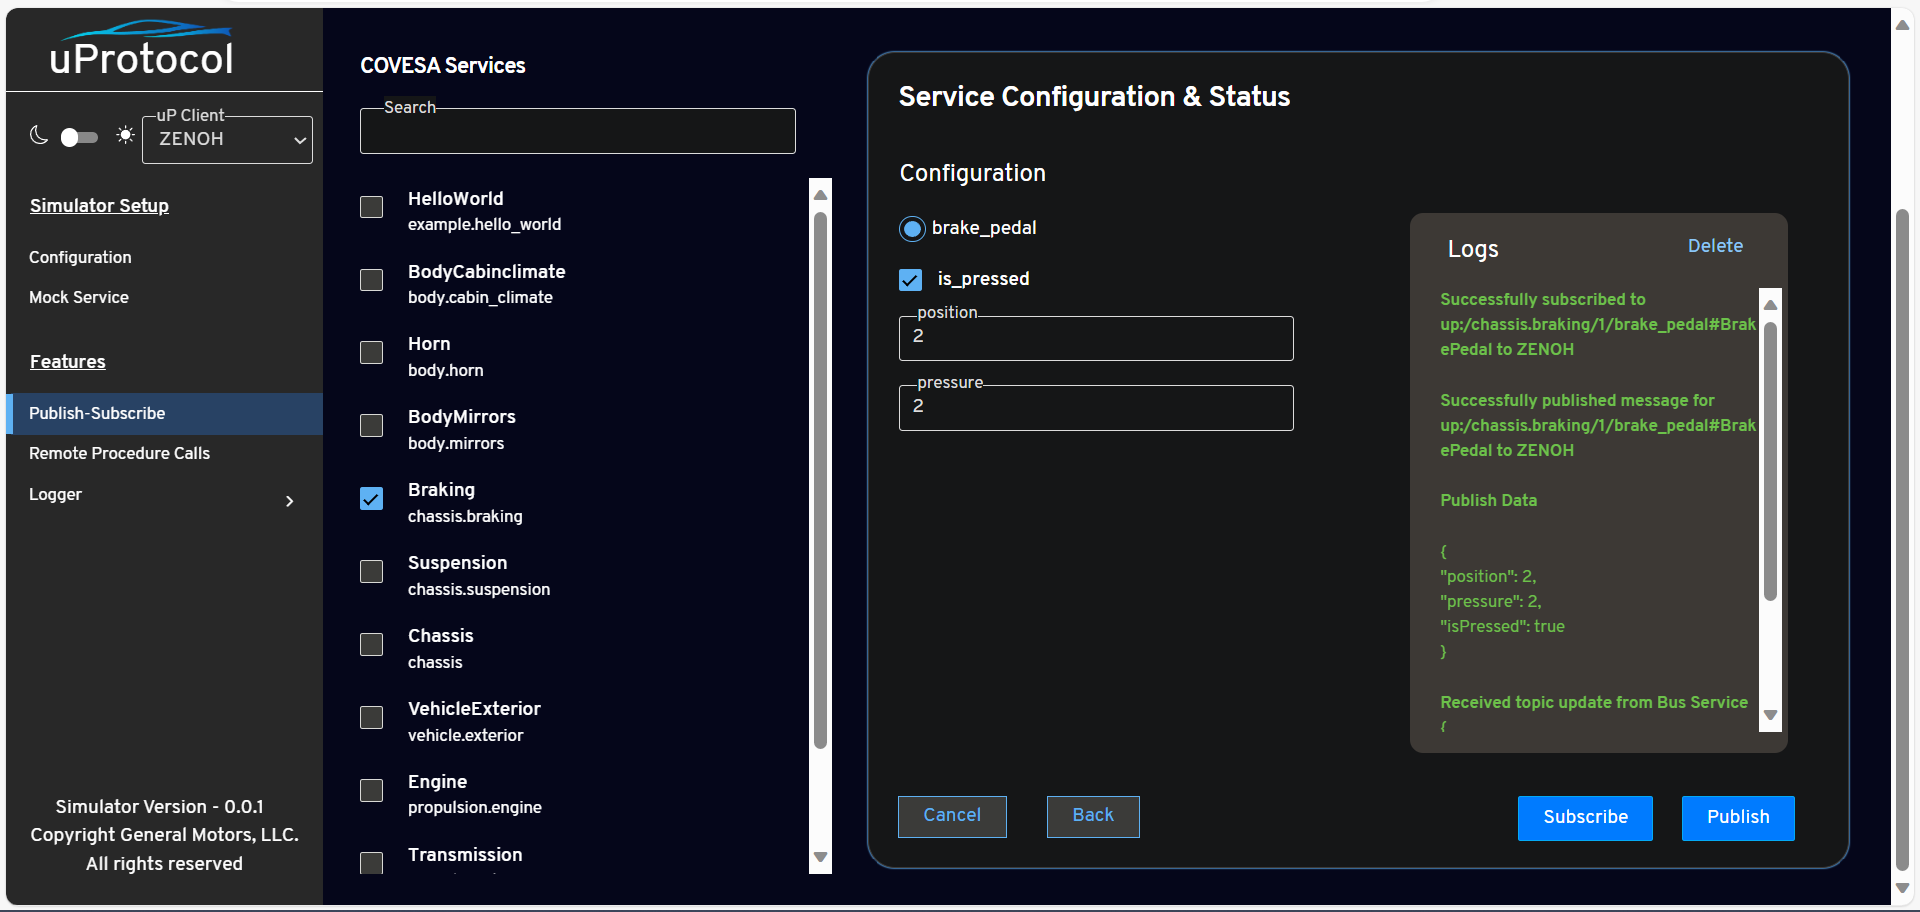 uProtocol
uP Client
ZENOH
Simulator Setup
Configuration
Mock Service
Features
Publish-Subscribe
Remote Procedure Calls
Logger
Simulator Version - 0.0.1
Copyright General Motors, LLC.
All rights reserved
COVESA Services
Search
HelloWorld
example.hello_world
BodyCabinclimate
body.cabin_climate
Horn
body.horn
BodyMirrors
body.mirrors
Braking
chassis.braking
Suspension
chassis.suspension
Chassis
chassis
VehicleExterior
vehicle.exterior
Engine
propulsion.engine
Transmission
Service Configuration & Status
Configuration
brake_pedal
is_pressed
position
2
pressure
2
Logs
Delete
Successfully subscribed to
up:/chassis.braking/1/brake_pedal#Brak
ePedal to ZENOH
Successfully published message for
up:/chassis.braking/1/brake_pedal#Brak
ePedal to ZENOH
Publish Data
{
"position": 2,
"pressure": 2,
"isPressed": true
}
Received topic update from Bus Service
{
Cancel
Back
Subscribe
Publish